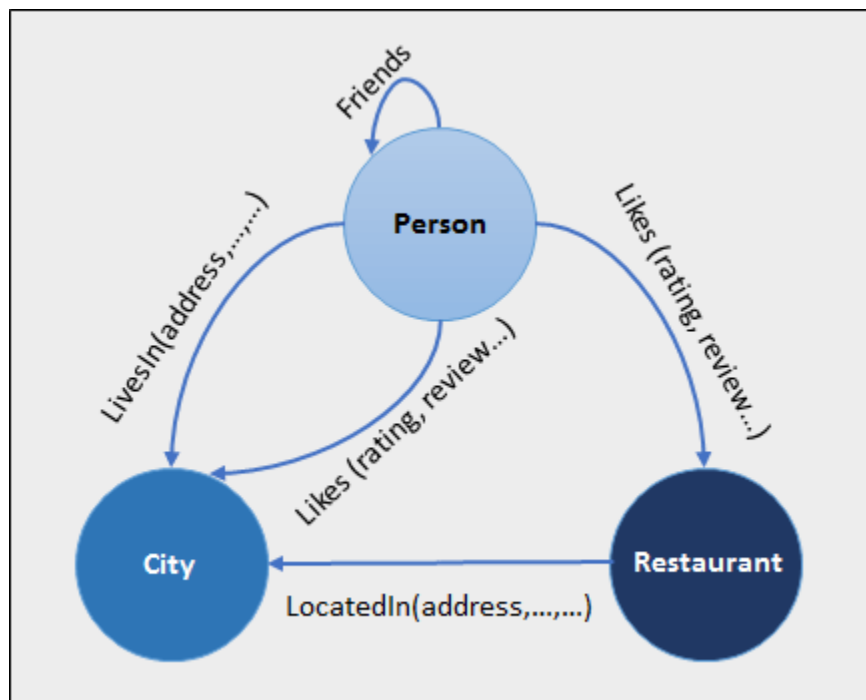 Friends
Person
LivesIn(address,...,...)
Likes (rating, review...)
Likes (rating, review...)
City
Restaurant
LocatedIn(address,...,...)